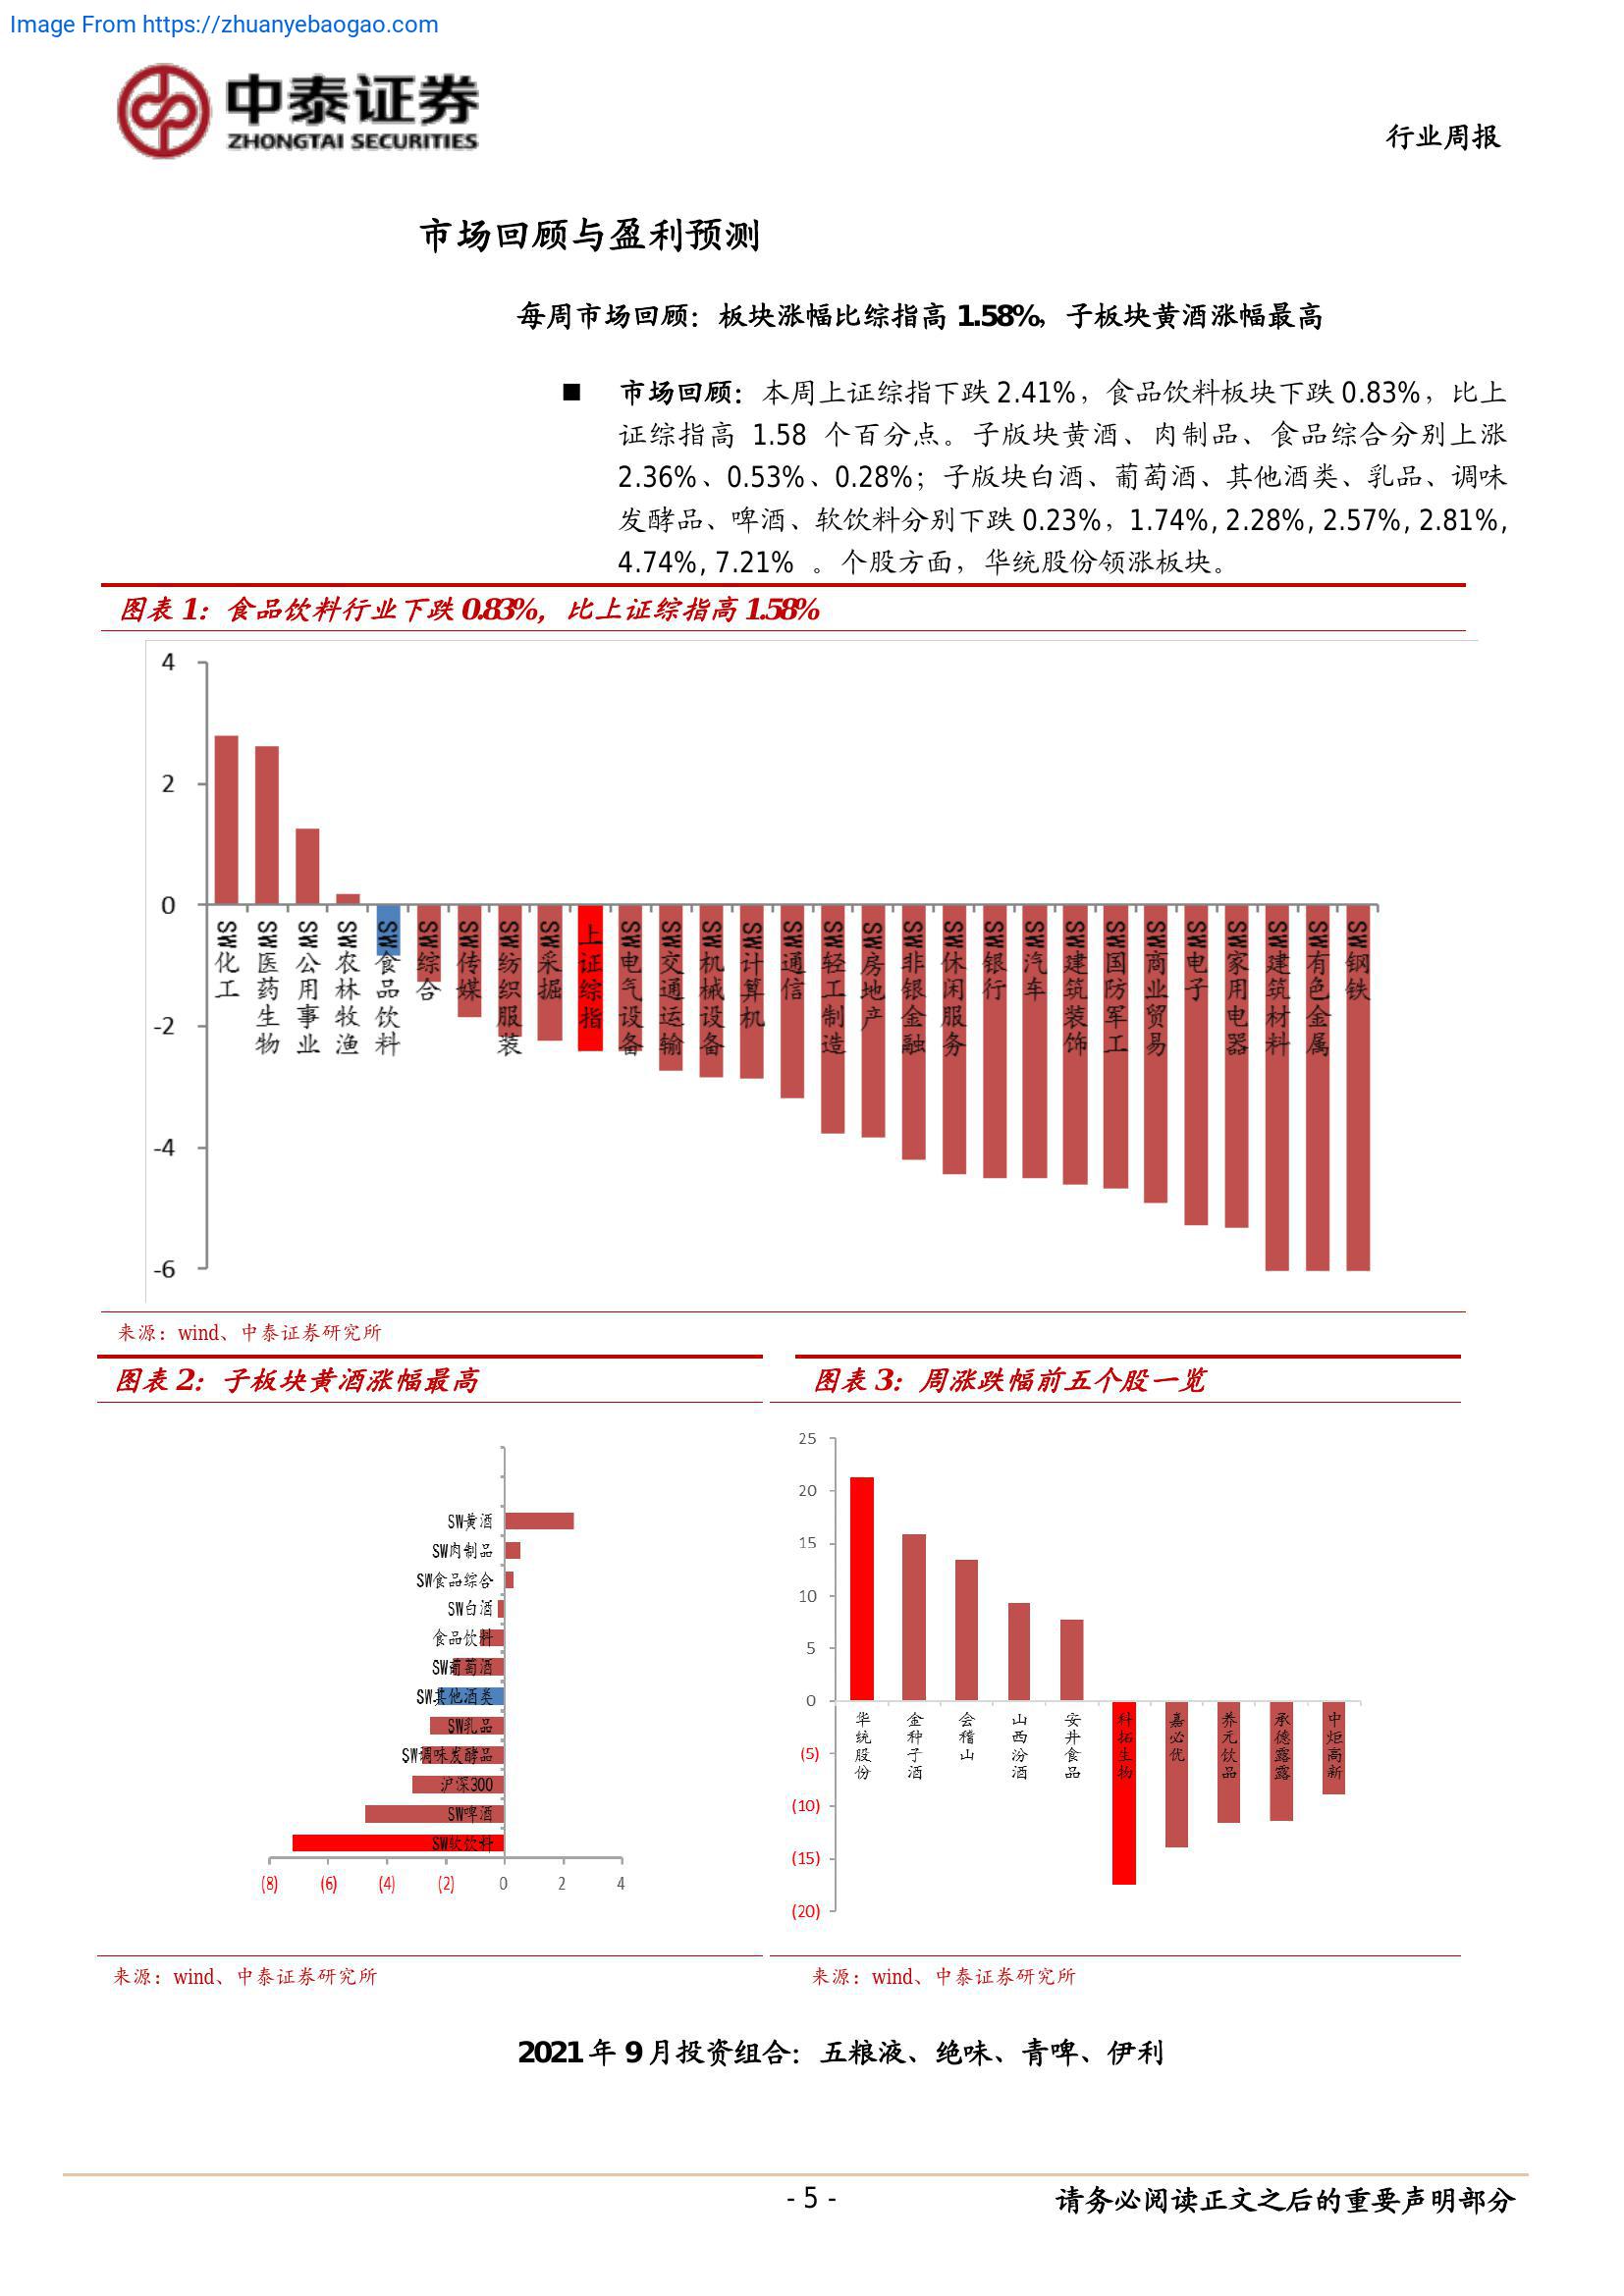 Image From https://zhuanyebaogao.com
中泰证券
ZHONGTAI SECURITIES
行业周报
市场回顾与盈利预测
每周市场回顾：板块涨幅比综指高 1.58%，子板块黄酒涨幅最高
■ 市场回顾：本周上证综指下跌 2.41%，食品饮料板块下跌 0.83%，比上
证综指高 1.58 个百分点。子版块黄酒、肉制品、食品综合分别上涨
2.36%、0.53%、0.28%；子版块白酒、葡萄酒、其他酒类、乳品、调味
发酵品、啤酒、软饮料分别下跌 0.23%，1.74%, 2.28%, 2.57%, 2.81%,
4.74%, 7.21% 。个股方面，华统股份领涨板块。
图表 1：食品饮料行业下跌 0.83%，比上证综指高 1.58%
4
2
0
-2
-4
-6
SW化工
SW医药生物
SW公用事业
SW农林牧渔
SW食品饮料
SW综合
SW传媒
SW纺织服装
SW采掘
上证综指
SW电气设备
SW交通运输
SW机械设备
SW计算机
SW通信
SW轻工制造
SW房地产
SW非银金融
SW休闲服务
SW银行
SW汽车
SW建筑装饰
SW国防军工
SW商业贸易
SW电子
SW家用电器
SW建筑材料
SW有色金属
SW钢铁
来源：wind、中泰证券研究所
图表 2：子板块黄酒涨幅最高
SW黄酒
SW肉制品
SW食品综合
SW白酒
食品饮料
SW葡萄酒
SW其他酒类
SW乳品
SW调味发酵品
沪深300
SW啤酒
SW软饮料
(8) (6) (4) (2) 0 2 4
来源：wind、中泰证券研究所
图表 3：周涨跌幅前五个股一览
25
20
15
10
5
0
(5)
(10)
(15)
(20)
华统股份
金种子酒
会稽山
山西汾酒
安井食品
科拓生物
嘉必优
养元饮品
承德露露
中炬高新
来源：wind、中泰证券研究所
2021 年 9 月投资组合：五粮液、绝味、青啤、伊利
- 5 -
请务必阅读正文之后的重要声明部分